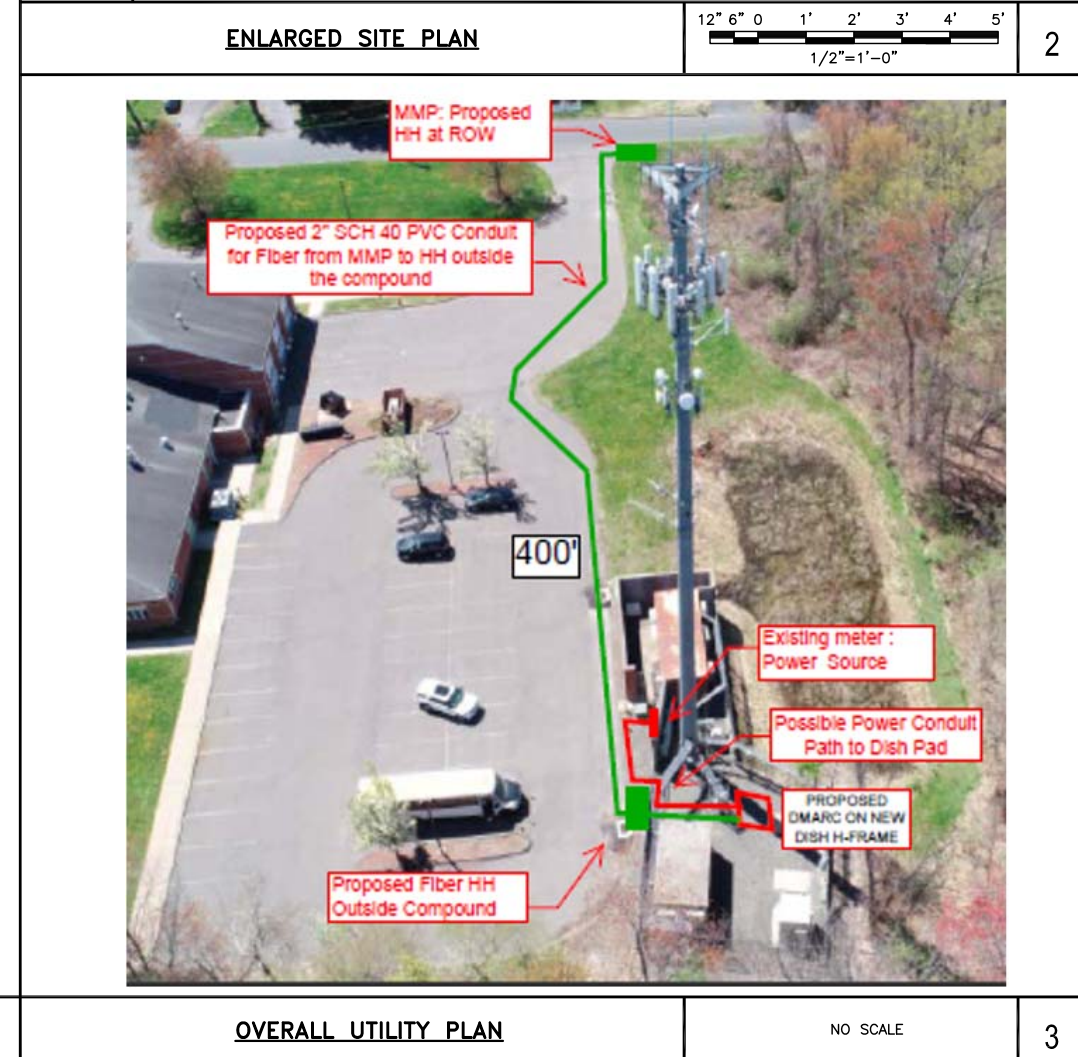 ENLARGED SITE PLAN
12" 6" 0 1' 2' 3' 4' 5'
1/2"=1'-0"
2
MMP: Proposed
HH at ROW
Proposed 2" SCH 40 PVC Conduit
for Fiber from MMP to HH outside
the compound
400'
Existing meter :
Power Source
Possible Power Conduit
Path to Dish Pad
PROPOSED
DMARC ON NEW
DISH H-FRAME
Proposed Fiber HH
Outside Compound
OVERALL UTILITY PLAN
NO SCALE
3